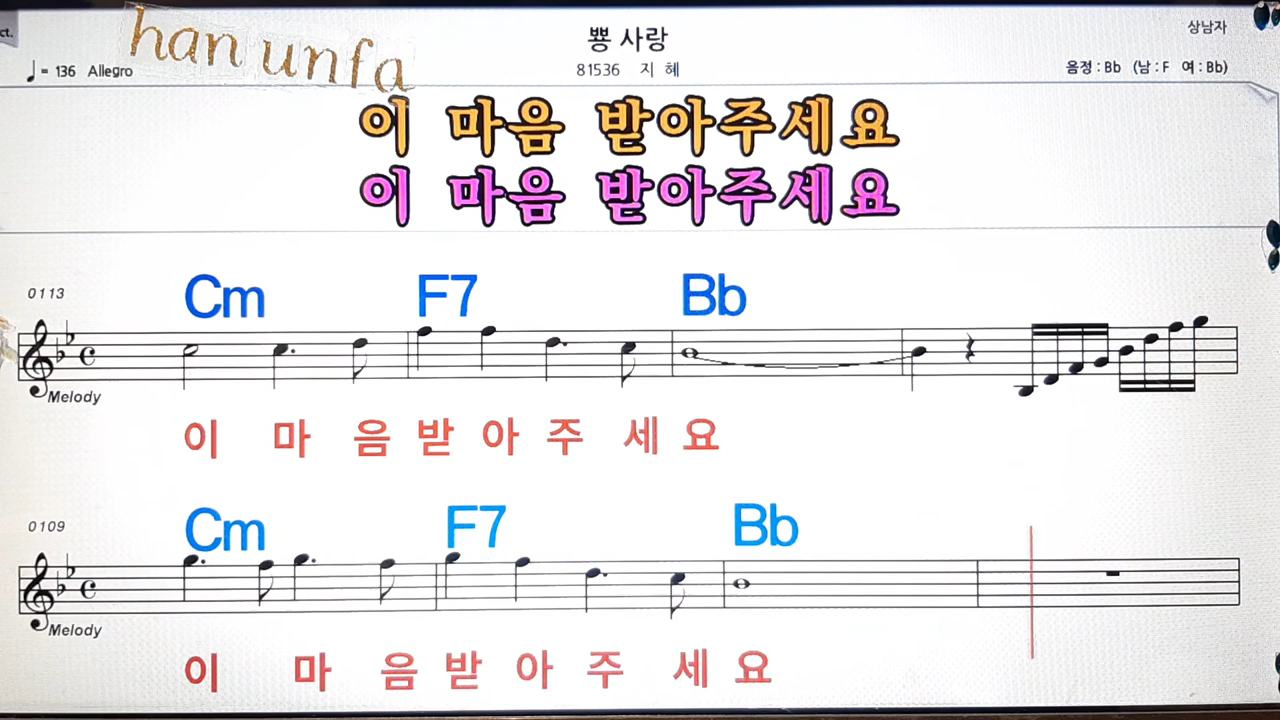 ct.
han unfa
뿅 사랑
상남자
♩= 136 Allegro
81536 지 혜
음정 : Bb (남 : F 여 : Bb)
이 마음 받아주세요
이 마음 받아주세요
0113
Cm F7 Bb
Melody
이 마 음 받 아 주 세 요
0109
Cm F7 Bb
Melody
이 마 음 받 아 주 세 요